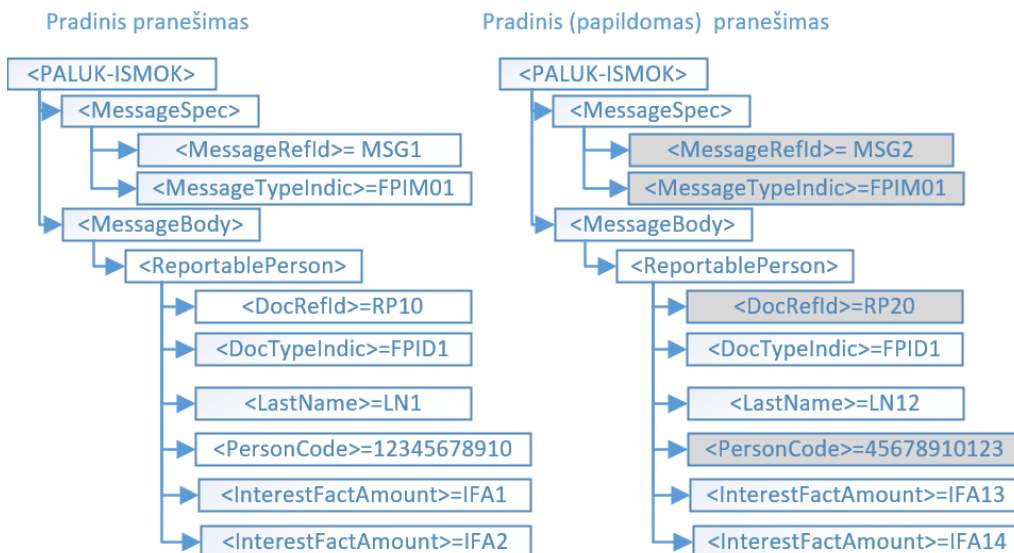 Pradinis pranešimas
<PALUK-ISMOK>
<MessageSpec>
<MessageRefId>= MSG1
<MessageTypeIndic>=FPIM01
<MessageBody>
<ReportablePerson>
<DocRefId>=RP10
<DocTypeIndic>=FPID1
<LastName>=LN1
<PersonCode>=12345678910
<InterestFactAmount>=IFA1
<InterestFactAmount>=IFA2
Pradinis (papildomas) pranešimas
<PALUK-ISMOK>
<MessageSpec>
<MessageRefId>= MSG2
<MessageTypeIndic>=FPIM01
<MessageBody>
<ReportablePerson>
<DocRefId>=RP20
<DocTypeIndic>=FPID1
<LastName>=LN12
<PersonCode>=45678910123
<InterestFactAmount>=IFA13
<InterestFactAmount>=IFA14